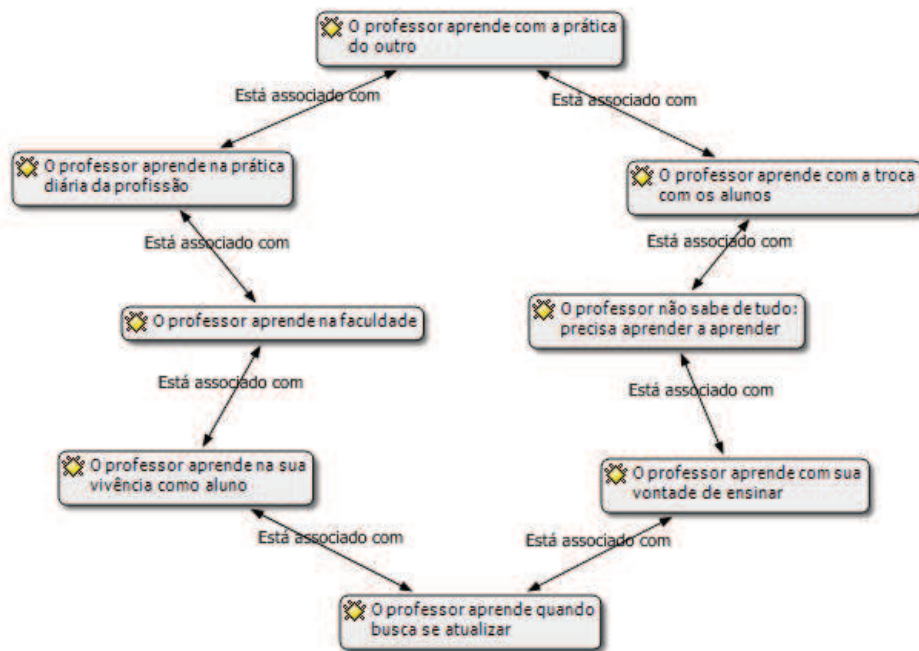 O professor aprende com a prática
do outro
Está associado com
Está associado com
O professor aprende na prática
diária da profissão
O professor aprende com a troca
com os alunos
Está associado com
Está associado com
O professor aprende na faculdade
O professor não sabe de tudo:
precisa aprender a aprender
Está associado com
Está associado com
O professor aprende na sua
vivência como aluno
O professor aprende com sua
vontade de ensinar
Está associado com
Está associado com
O professor aprende quando
busca se atualizar